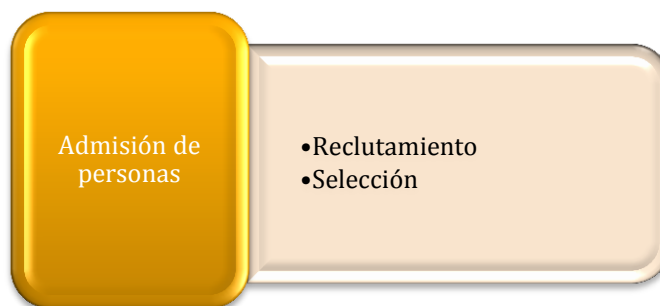 Admisión de
personas
•Reclutamiento
•Selección